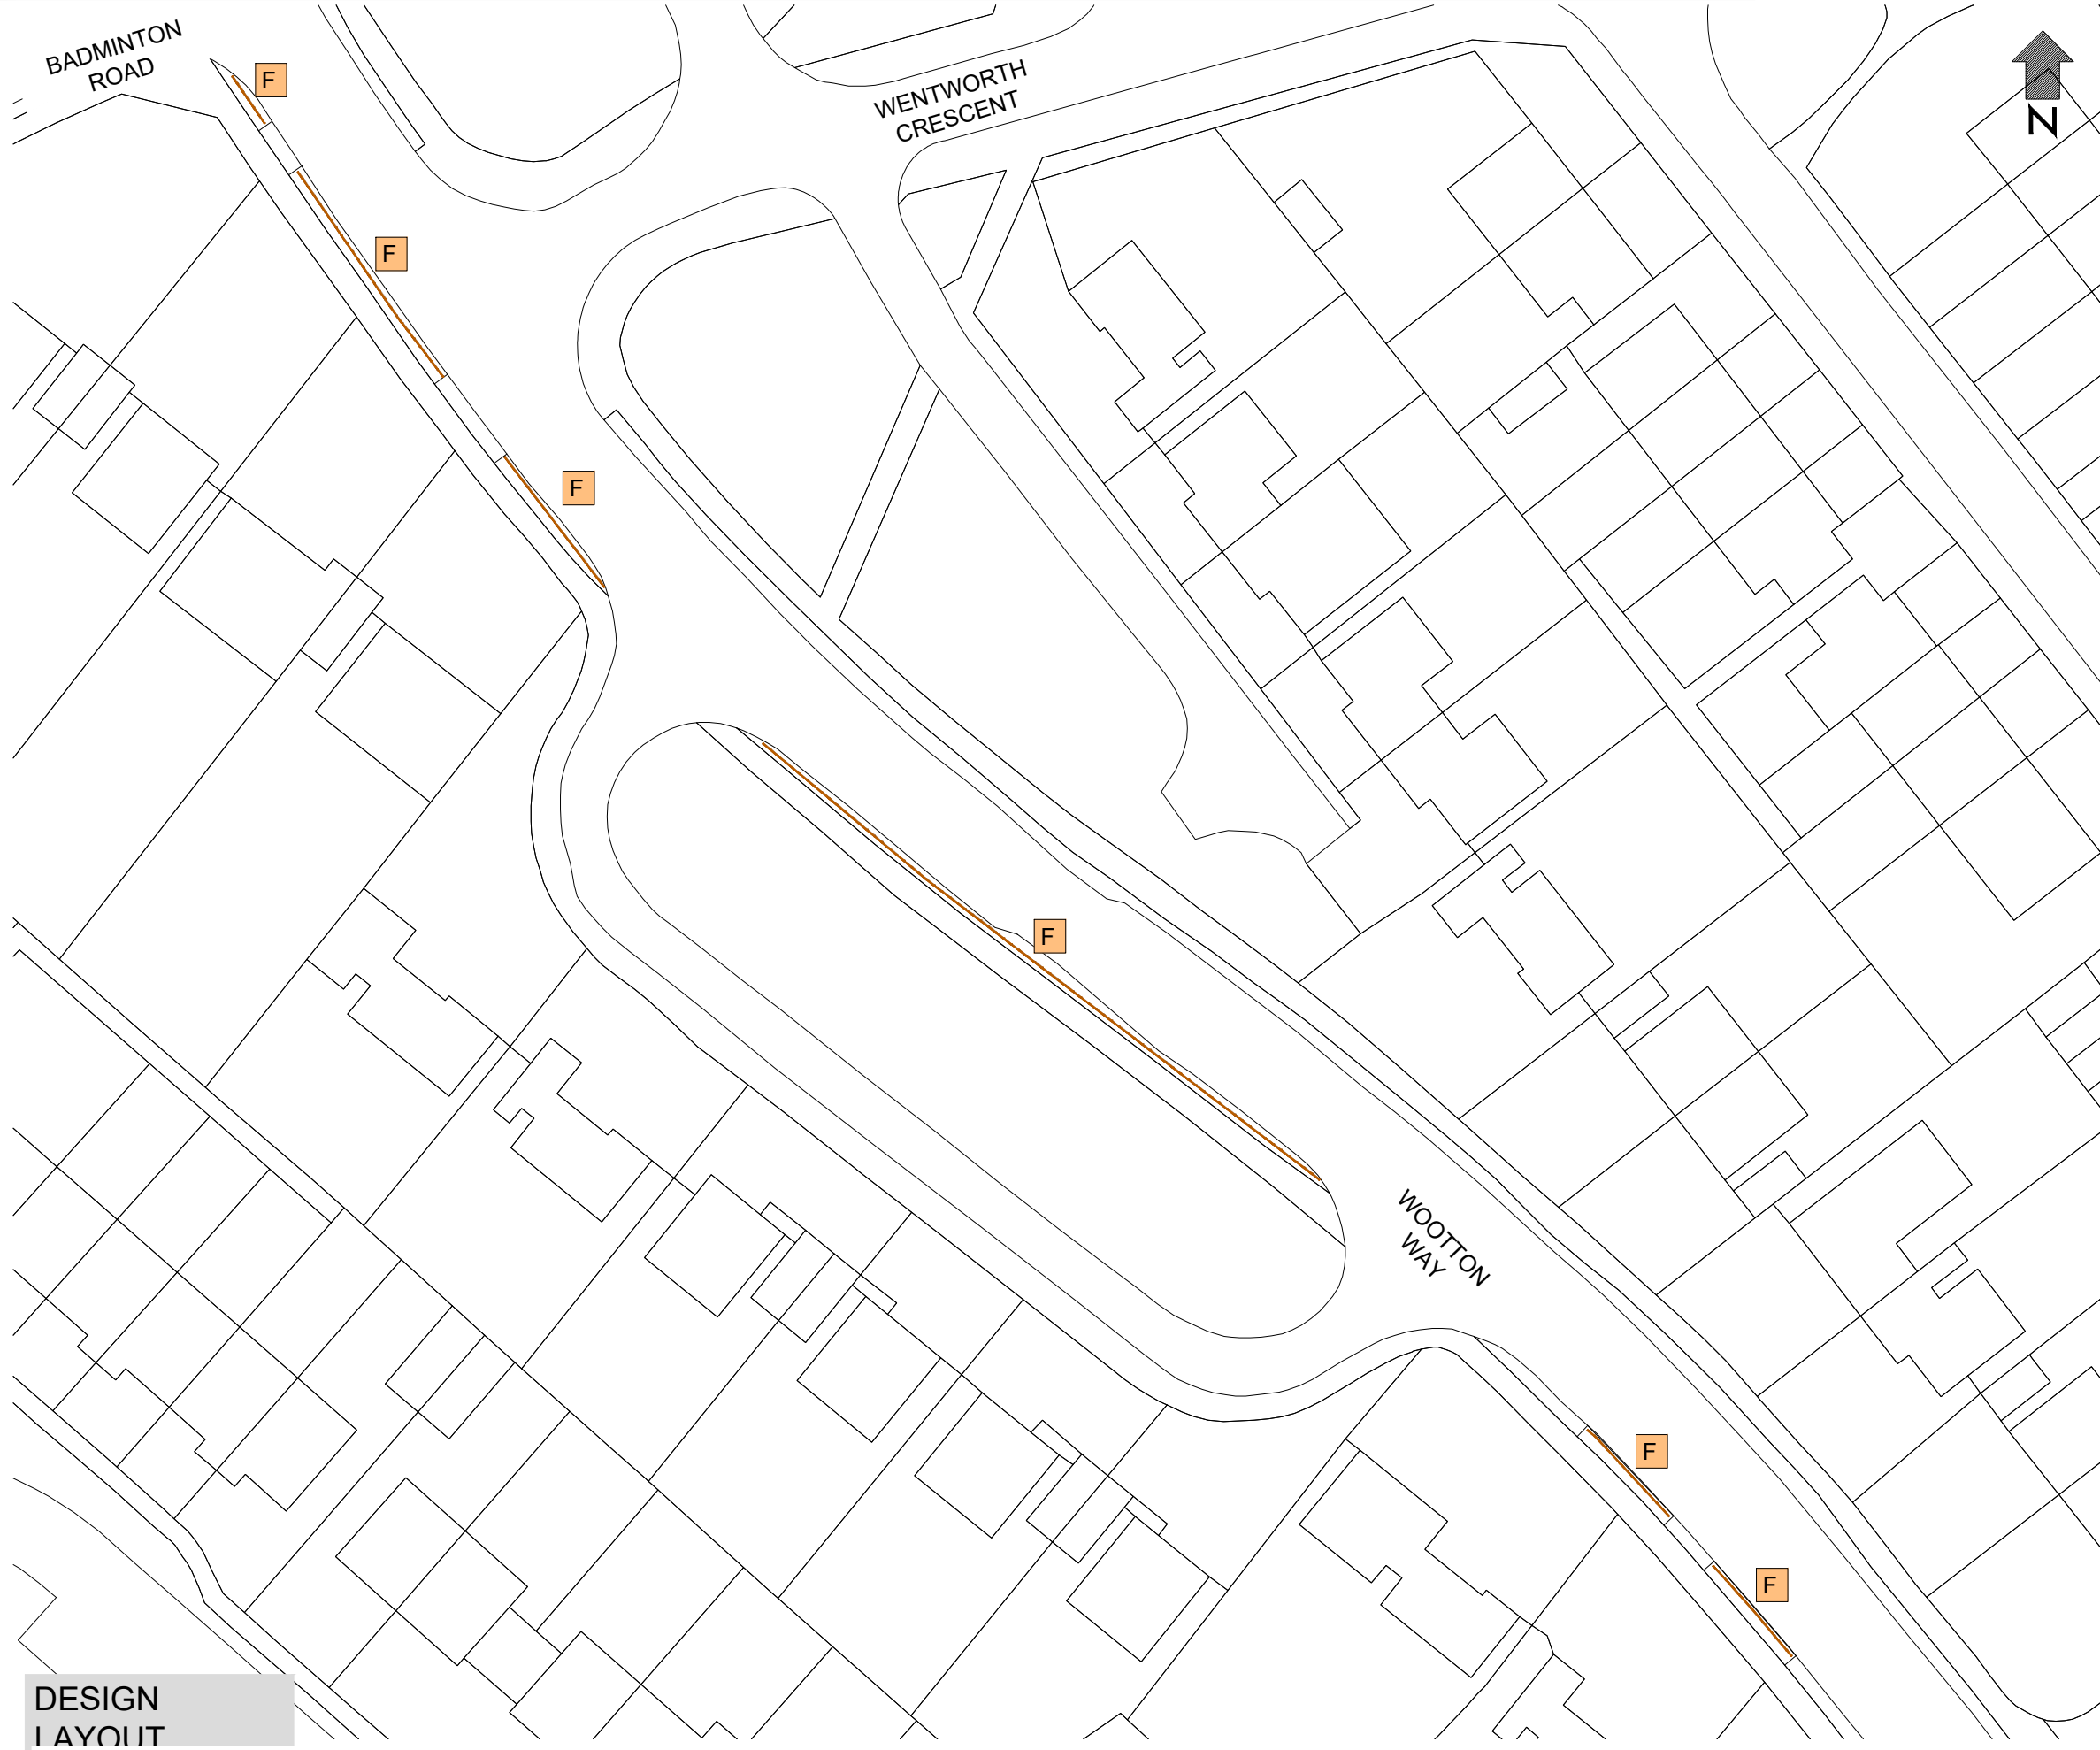 BADMINTON
ROAD
F
WENTWORTH
CRESCENT
N
F
F
F
WOOTTON
WAY
F
F
DESIGN
LAYOUT